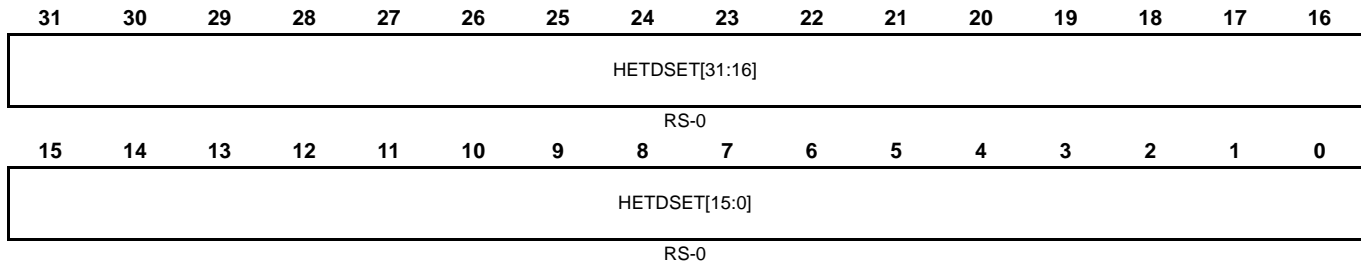 31 30 29 28 27 26 25 24 23 22 21 20 19 18 17 16
HETDSET[31:16]
RS-0
15 14 13 12 11 10 9 8 7 6 5 4 3 2 1 0
HETDSET[15:0]
RS-0